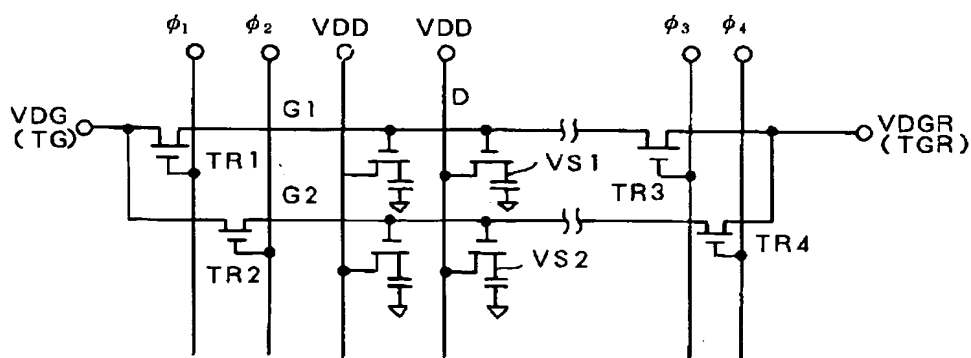 ϕ1 ϕ2 VDD VDD ϕ3 ϕ4
VDG
(TG)
G1
D
VDGR
(TGR)
TR1
VS1
TR3
G2
TR2
VS2
TR4